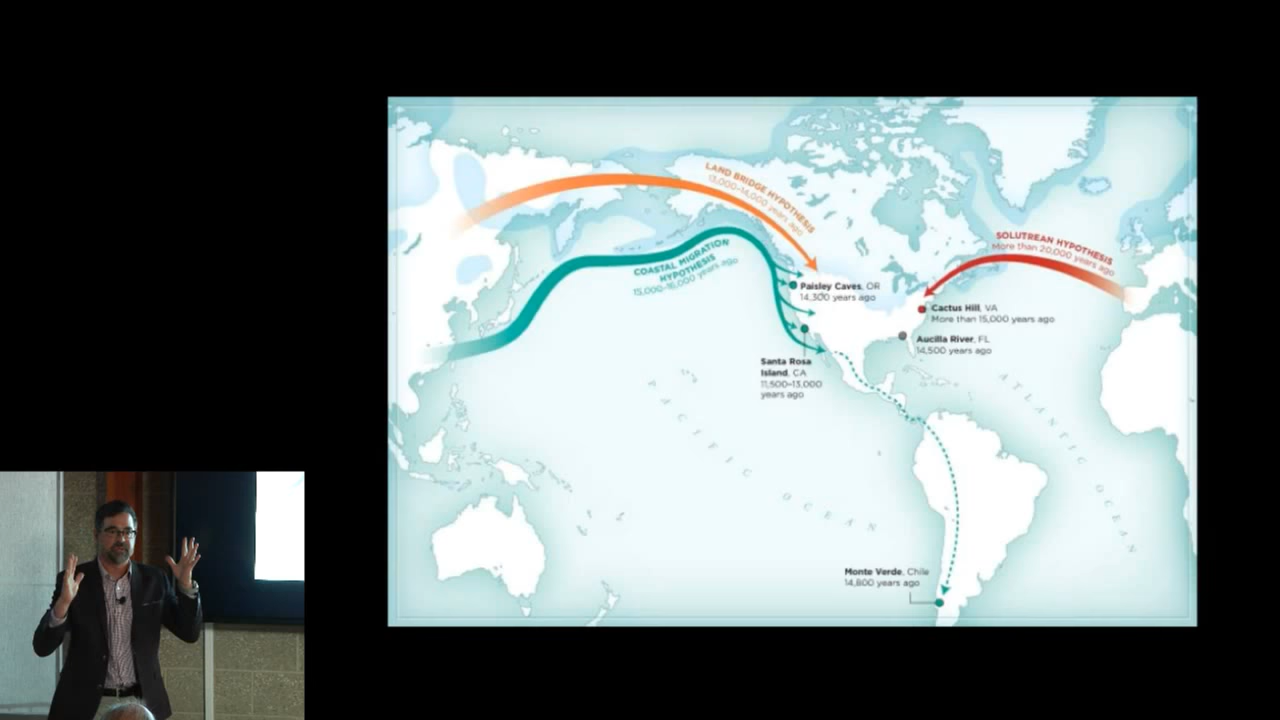 LAND BRIDGE HYPOTHESIS
13,000–14,000 years ago
COASTAL MIGRATION
HYPOTHESIS
15,000–16,000 years ago
SOLUTREAN HYPOTHESIS
More than 20,000 years ago
Paisley Caves, OR
14,300 years ago
Cactus Hill, VA
More than 15,000 years ago
Aucilla River, FL
14,500 years ago
Santa Rosa
Island, CA
11,500–13,000
years ago
PACIFIC OCEAN
ATLANTIC OCEAN
Monte Verde, Chile
14,800 years ago